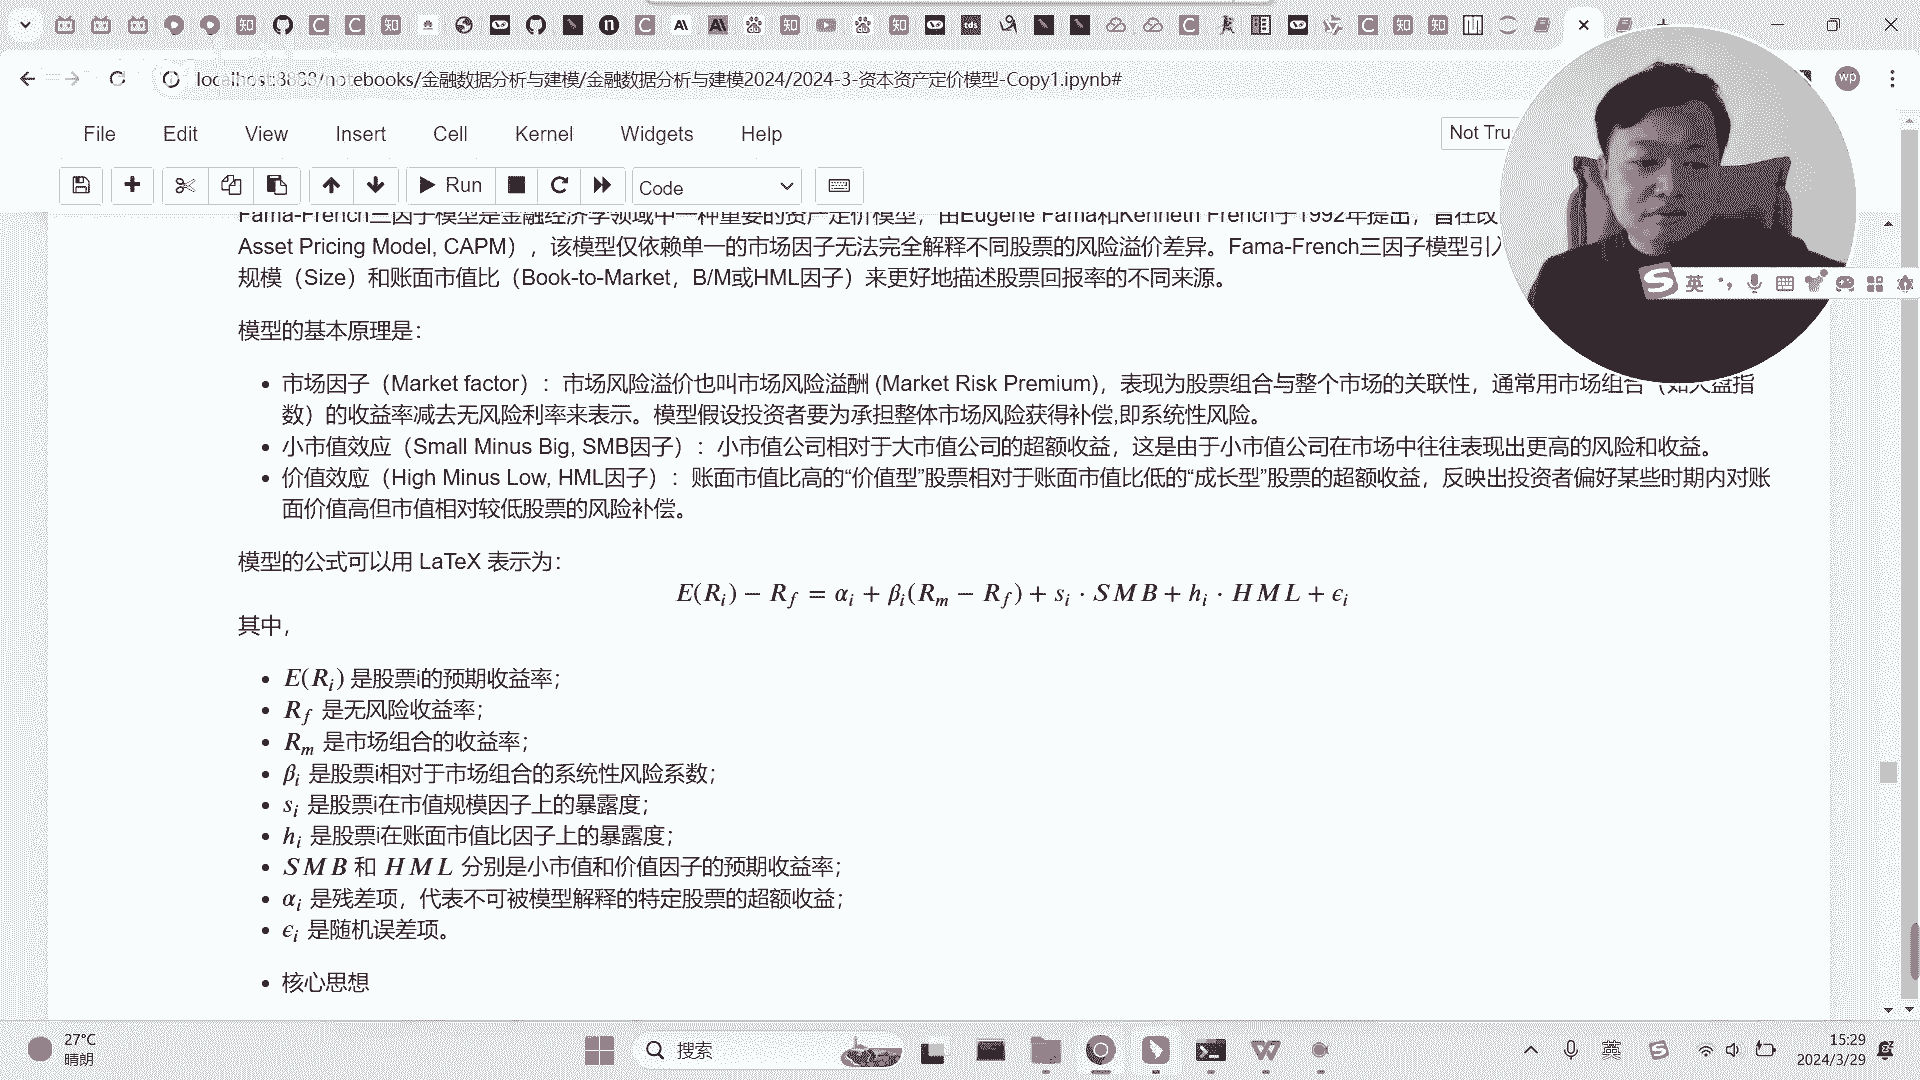 localhost:8888/notebooks/金融数据分析与建模/金融数据分析与建模2024/2024-3-资本资产定价模型-Copy1.ipynb#
wp
File Edit View Insert Cell Kernel Widgets Help
Not Tru
Run Code
英
Fama-French三因子模型是金融经济学领域中一种重要的资产定价模型，由Eugene Fama和Kenneth French于1992年提出，旨在改
Asset Pricing Model, CAPM），该模型仅依赖单一的市场因子无法完全解释不同股票的风险溢价差异。Fama-French三因子模型引入
规模（Size）和账面市值比（Book-to-Market，B/M或HML因子）来更好地描述股票回报率的不同来源。
模型的基本原理是：
• 市场因子（Market factor）：市场风险溢价也叫市场风险溢酬 (Market Risk Premium)，表现为股票组合与整个市场的关联性，通常用市场组合（如大盘指
数）的收益率减去无风险利率来表示。模型假设投资者要为承担整体市场风险获得补偿,即系统性风险。
• 小市值效应（Small Minus Big, SMB因子）：小市值公司相对于大市值公司的超额收益，这是由于小市值公司在市场中往往表现出更高的风险和收益。
• 价值效应（High Minus Low, HML因子）：账面市值比高的“价值型”股票相对于账面市值比低的“成长型”股票的超额收益，反映出投资者偏好某些时期内对账
面价值高但市值相对较低股票的风险补偿。
模型的公式可以用 LaTeX 表示为：
E(R_i) − R_f = α_i + β_i(R_m − R_f) + s_i · SMB + h_i · HML + ϵ_i
其中，
• E(R_i) 是股票i的预期收益率；
• R_f 是无风险收益率；
• R_m 是市场组合的收益率；
• β_i 是股票i相对于市场组合的系统性风险系数；
• s_i 是股票i在市值规模因子上的暴露度；
• h_i 是股票i在账面市值比因子上的暴露度；
• SMB 和 HML 分别是小市值和价值因子的预期收益率；
• α_i 是残差项，代表不可被模型解释的特定股票的超额收益；
• ϵ_i 是随机误差项。
• 核心思想
27°C
晴朗
搜索
英
15:29
2024/3/29